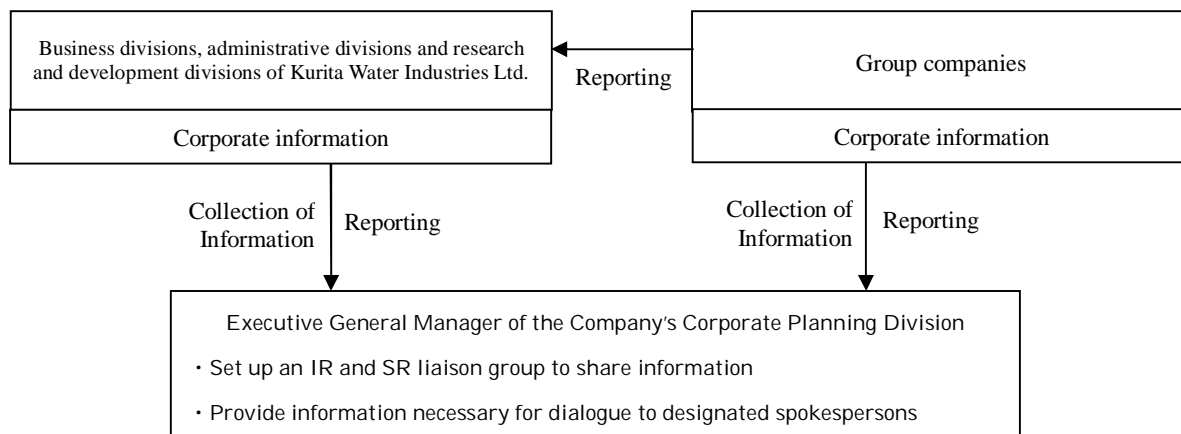 Business divisions, administrative divisions and research
and development divisions of Kurita Water Industries Ltd.
Corporate information
Reporting
Group companies
Corporate information
Collection of
Information
Reporting
Collection of
Information
Reporting
Executive General Manager of the Company's Corporate Planning Division
・Set up an IR and SR liaison group to share information
・Provide information necessary for dialogue to designated spokespersons